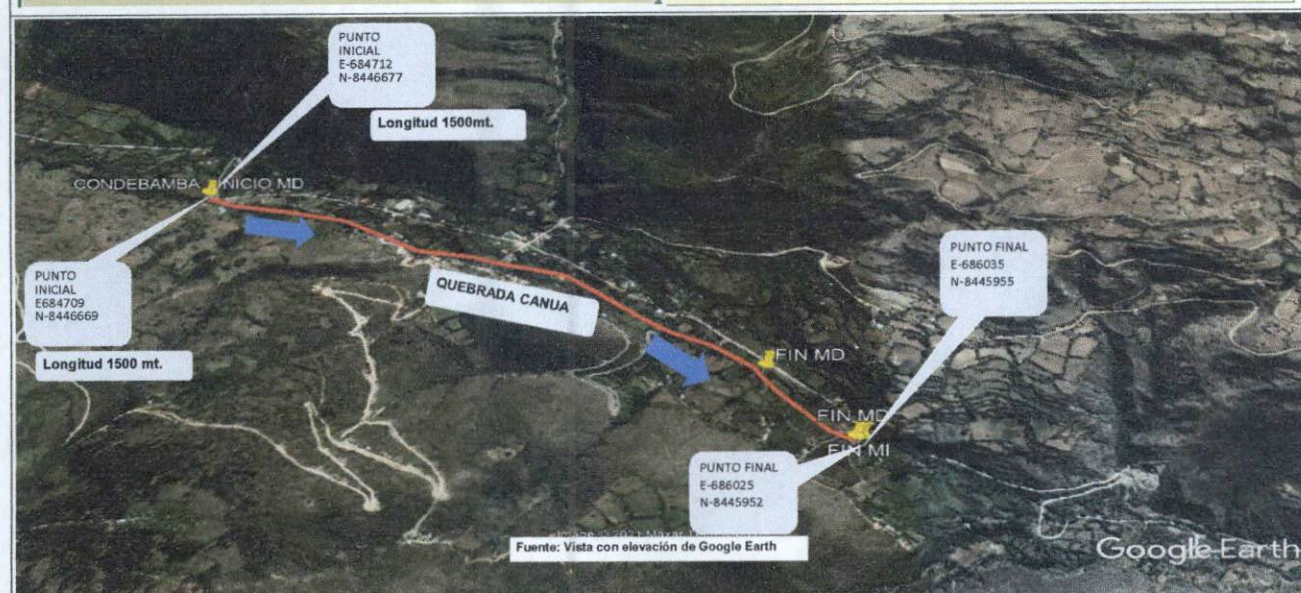 PUNTO
INICIAL
E-684712
N-8446677
Longitud 1500mt.
CONDEBAMBA INICIO MD
PUNTO
INICIAL
E684709
N-8446669
Longitud 1500 mt.
QUEBRADA CANUA
PUNTO FINAL
E-686035
N-8445955
FIN MD
FIN MD
FIN MI
PUNTO FINAL
E-686025
N-8445952
Fuente: Vista con elevación de Google Earth
Google Earth